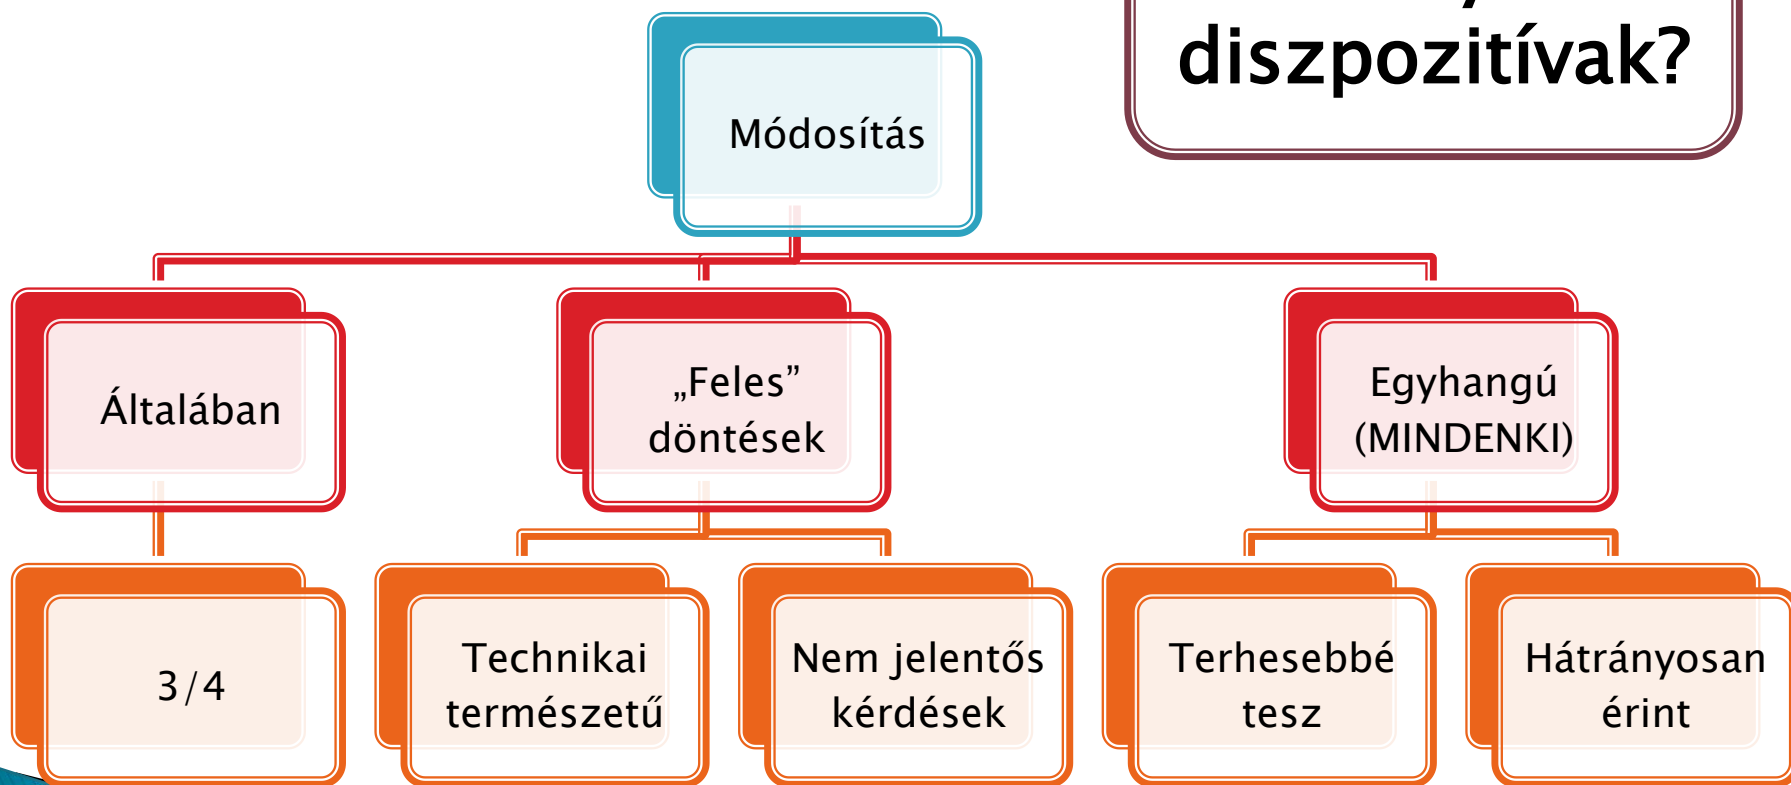 diszpozitívak?
Módosítás
Általában
„Feles”
döntések
Egyhangú
(MINDENKI)
3/4
Technikai
természetű
Nem jelentős
kérdések
Terhesebbé
tesz
Hátrányosan
érint